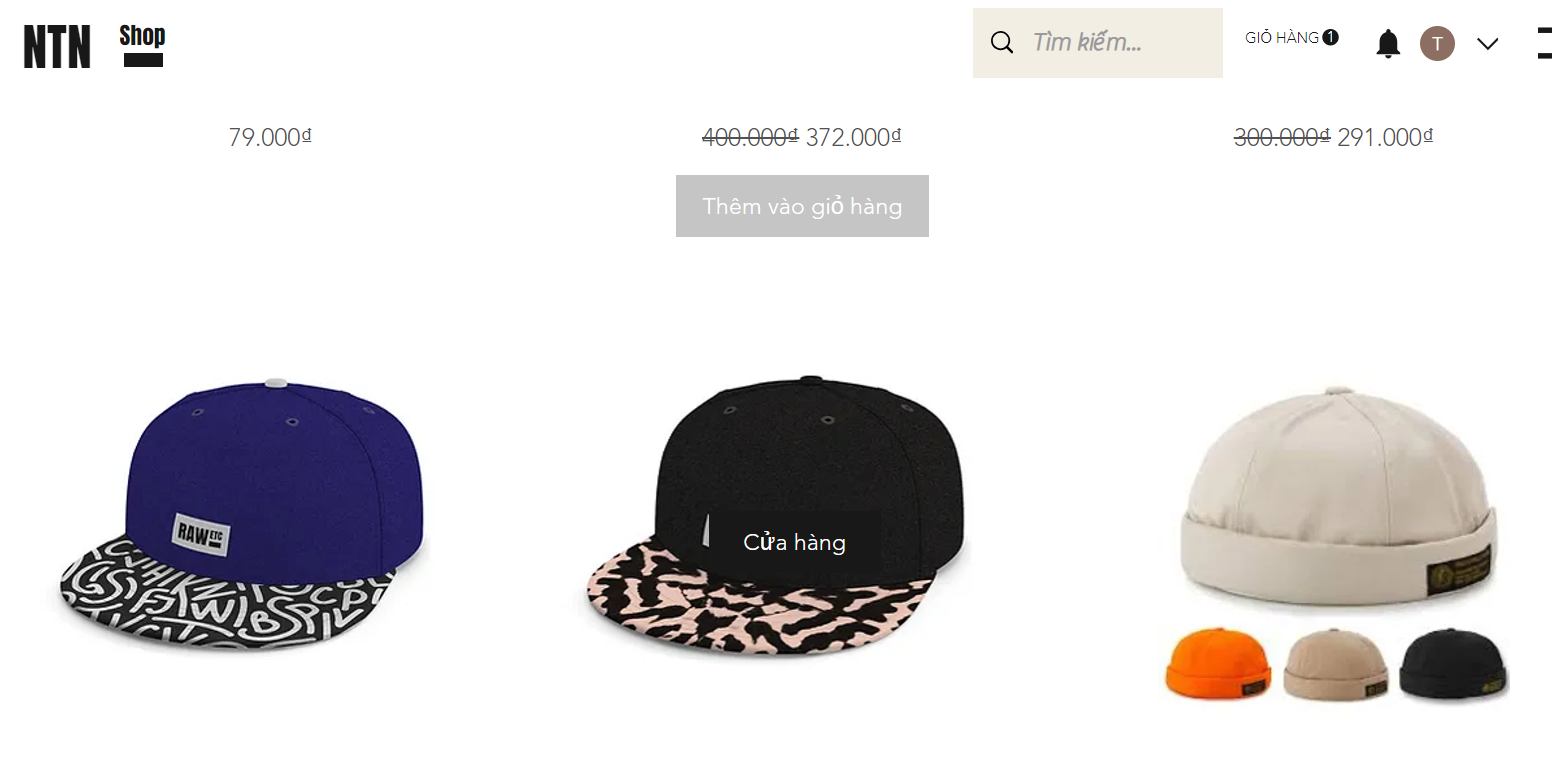 NTN
Shop
Tìm kiếm...
GIỎ HÀNG 1
T
79.000₫
400.000₫ 372.000₫
300.000₫ 291.000₫
Thêm vào giỏ hàng
RAW ETC
Cửa hàng